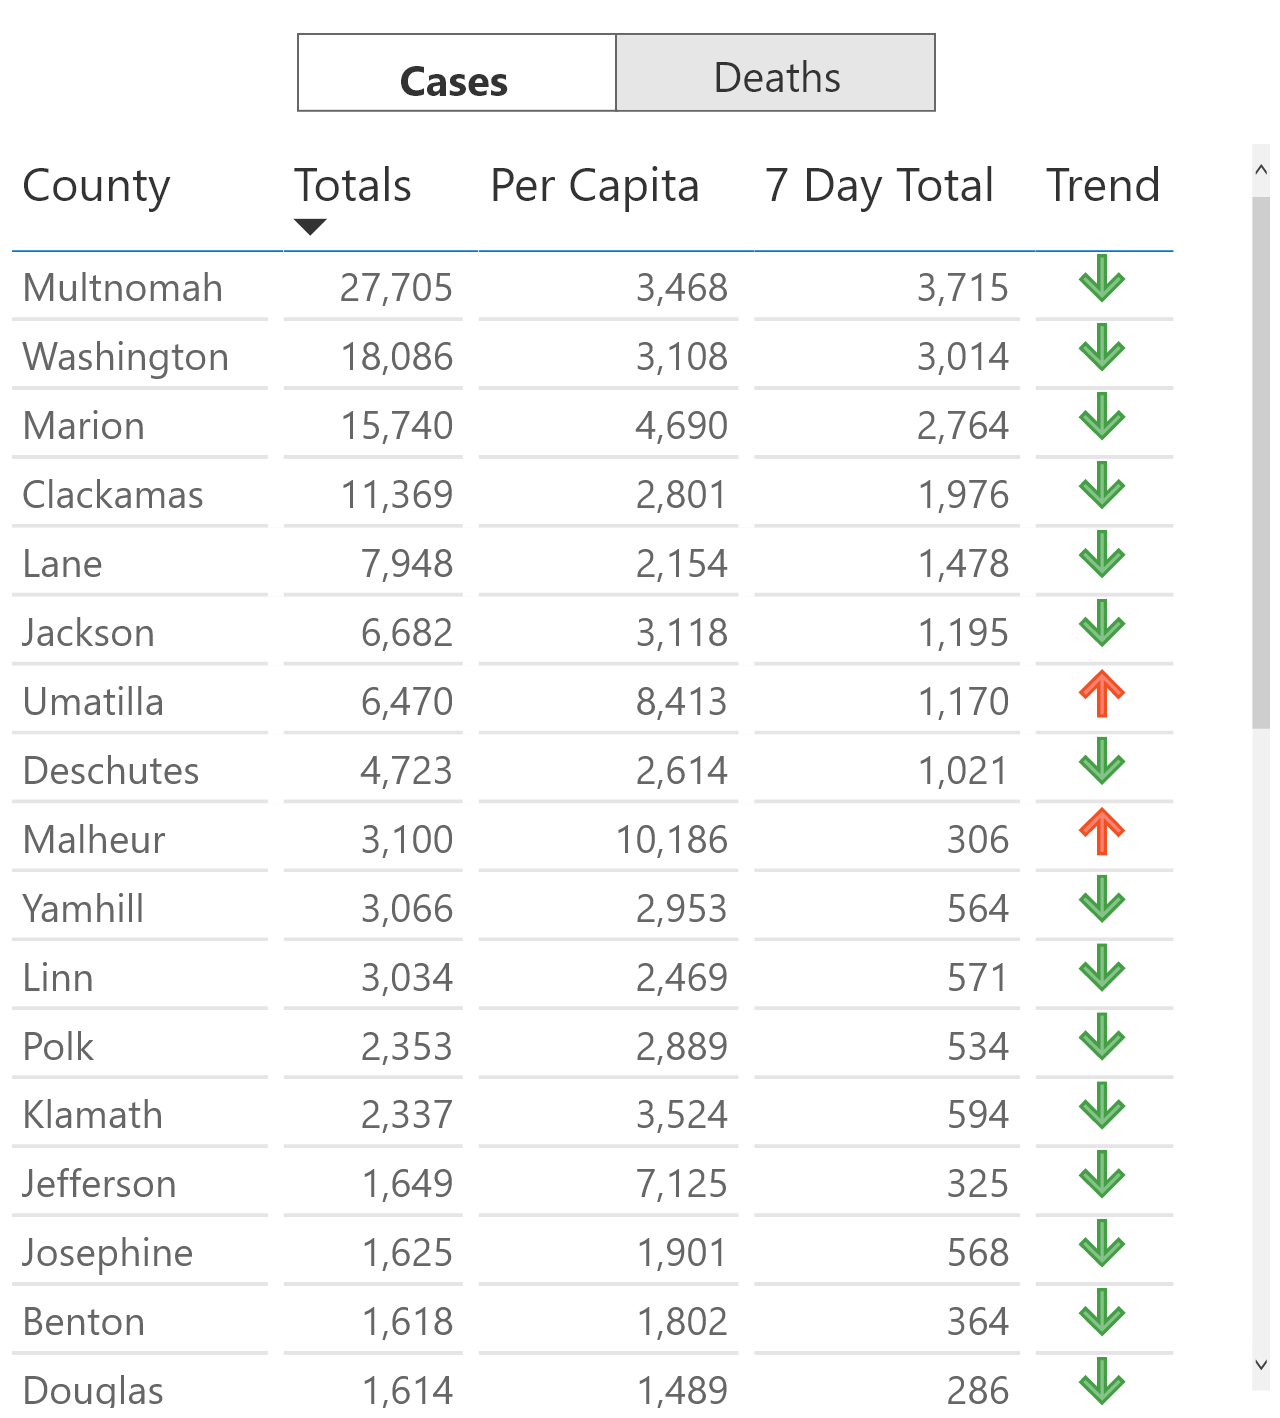 Cases Deaths
County Totals Per Capita 7 Day Total Trend
Multnomah 27,705 3,468 3,715
Washington 18,086 3,108 3,014
Marion 15,740 4,690 2,764
Clackamas 11,369 2,801 1,976
Lane 7,948 2,154 1,478
Jackson 6,682 3,118 1,195
Umatilla 6,470 8,413 1,170
Deschutes 4,723 2,614 1,021
Malheur 3,100 10,186 306
Yamhill 3,066 2,953 564
Linn 3,034 2,469 571
Polk 2,353 2,889 534
Klamath 2,337 3,524 594
Jefferson 1,649 7,125 325
Josephine 1,625 1,901 568
Benton 1,618 1,802 364
Douglas 1,614 1,489 286